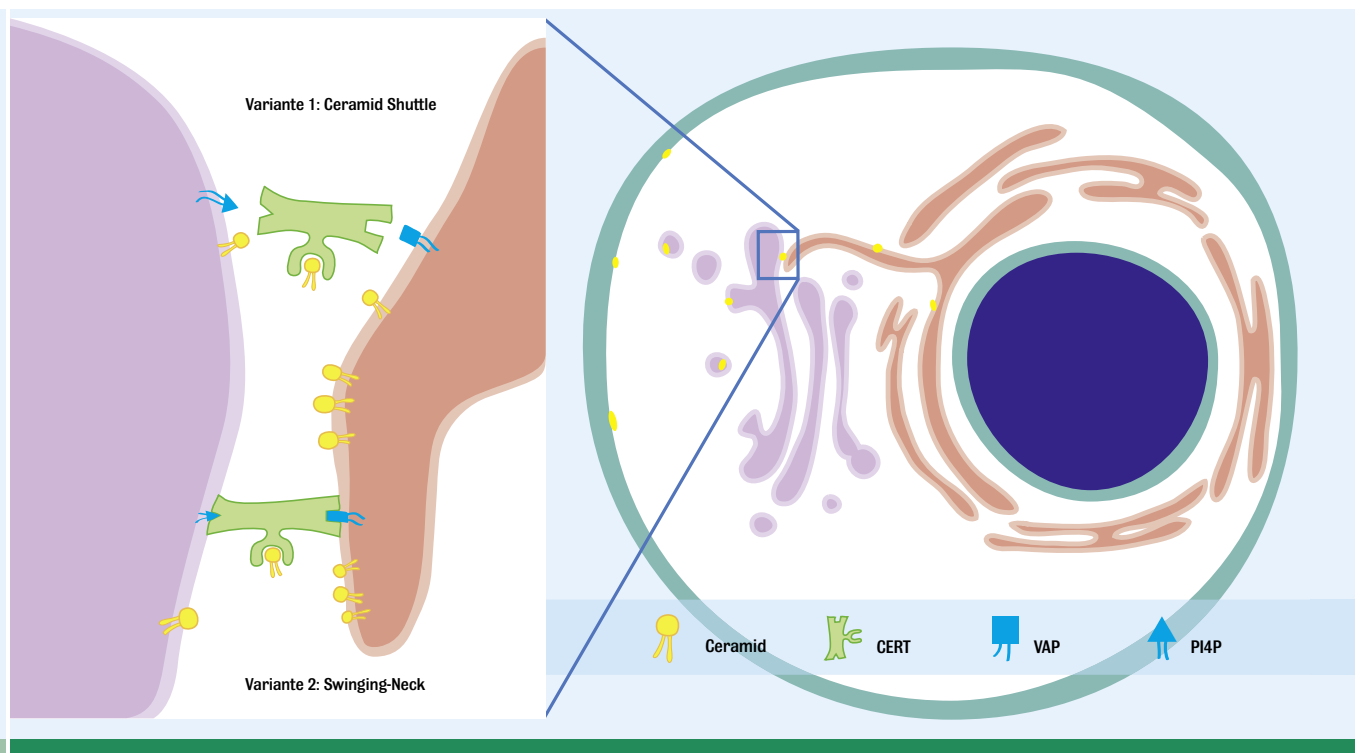 Variante 1: Ceramid Shuttle
Variante 2: Swinging-Neck
Ceramid
CERT
VAP
PI4P